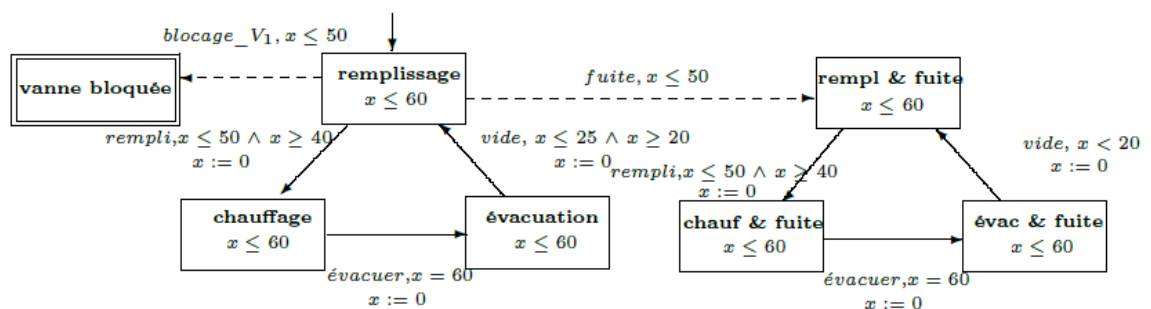 blocage_V₁, x ≤ 50
vanne bloquée
remplissage
x ≤ 60
fuite, x ≤ 50
rempl & fuite
x ≤ 60
rempli,x ≤ 50 ∧ x ≥ 40
x := 0
vide, x ≤ 25 ∧ x ≥ 20
x := 0
rempli,x ≤ 50 ∧ x ≥ 40
x := 0
vide, x < 20
x := 0
chauffage
x ≤ 60
évacuation
x ≤ 60
chauf & fuite
x ≤ 60
évac & fuite
x ≤ 60
évacuer,x = 60
x := 0
évacuer,x = 60
x := 0